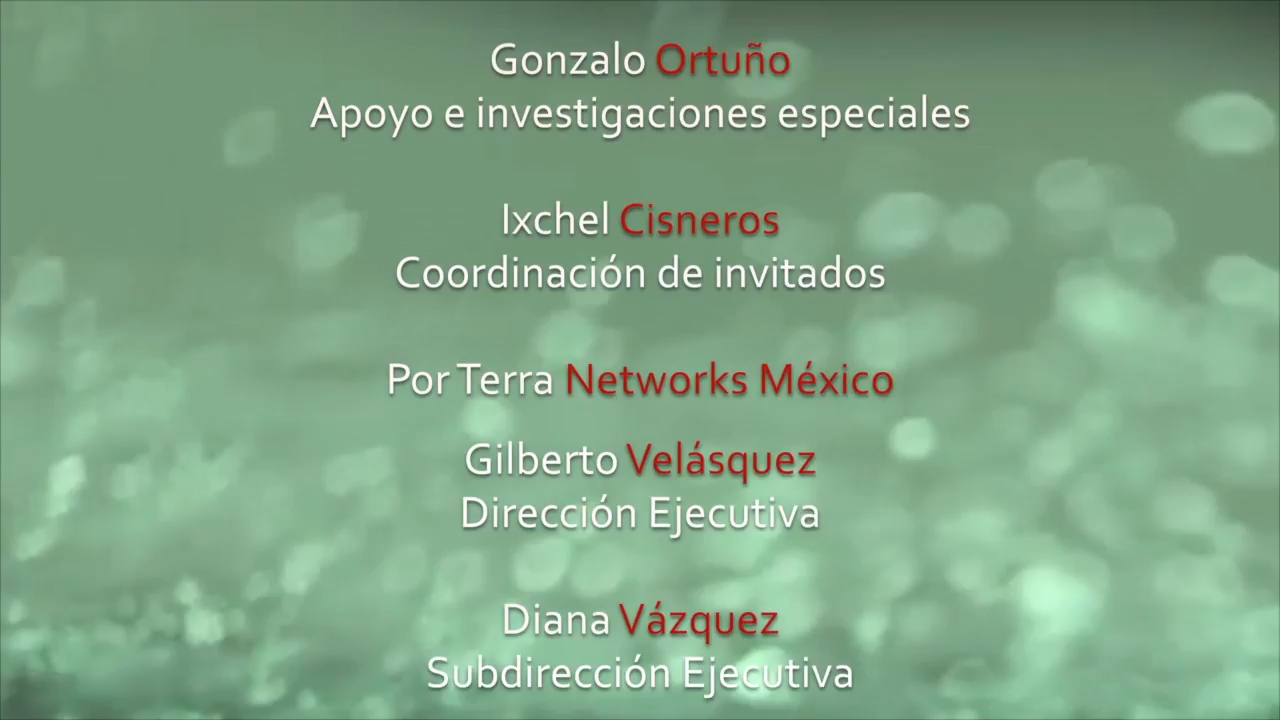 Gonzalo Ortuño
Apoyo e investigaciones especiales
Ixchel Cisneros
Coordinación de invitados
Por Terra Networks México
Gilberto Velásquez
Dirección Ejecutiva
Diana Vázquez
Subdirección Ejecutiva